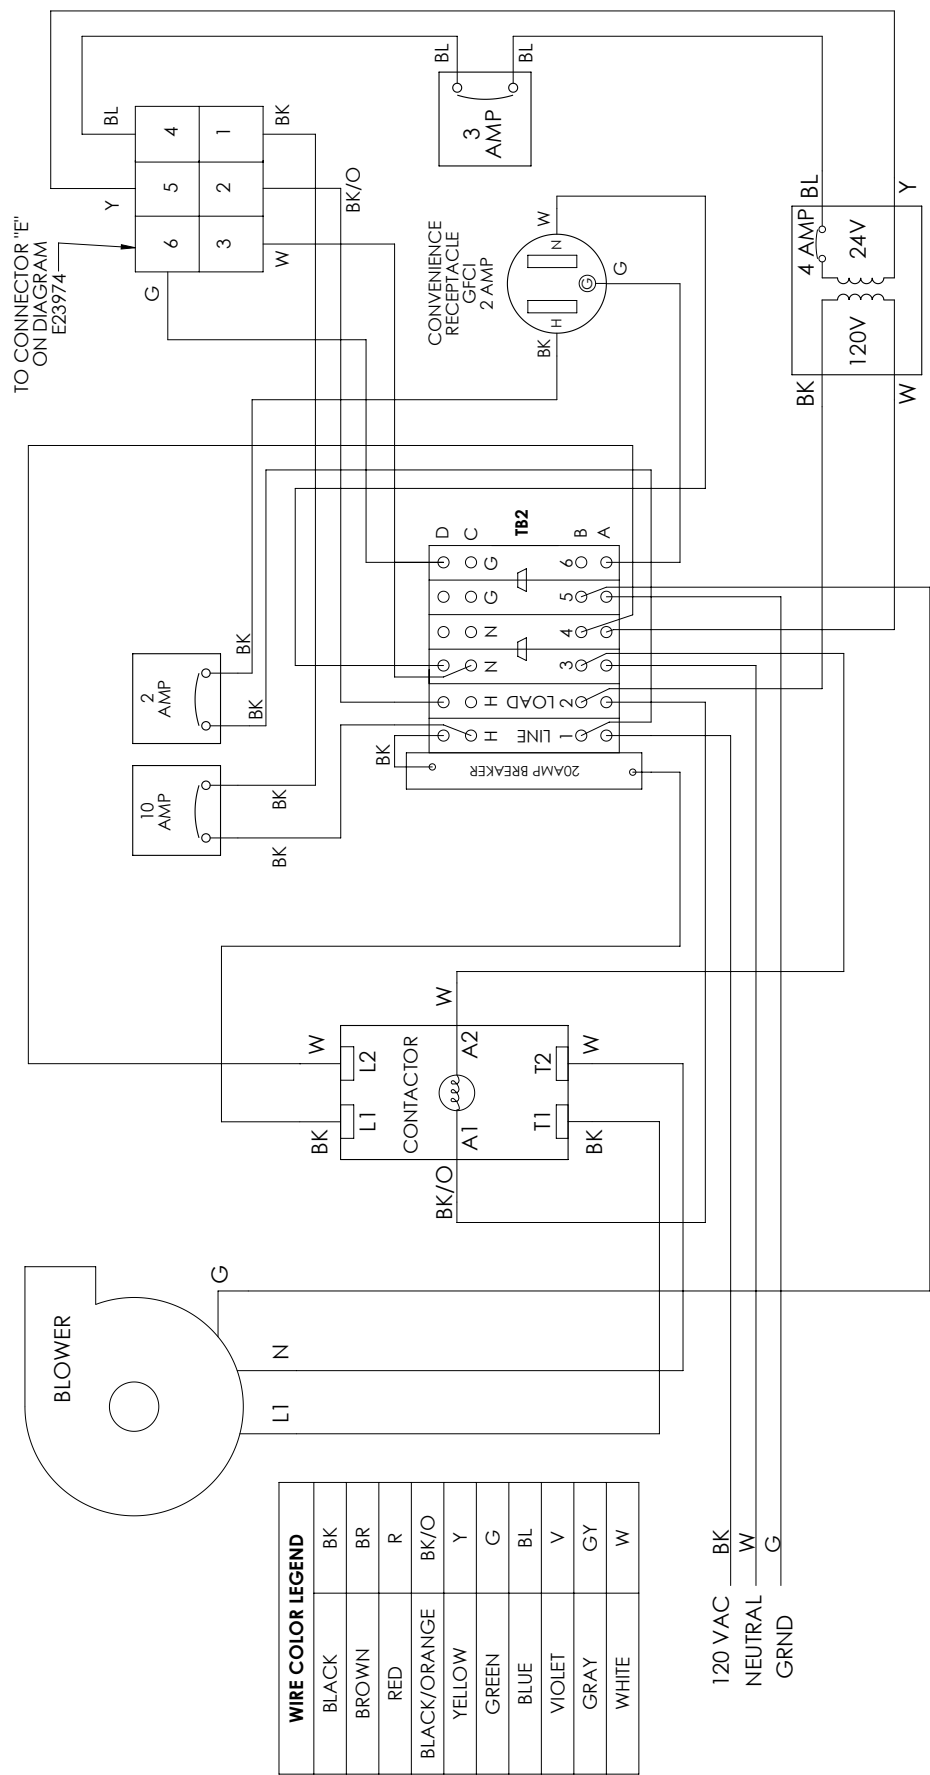 TO CONNECTOR "E"
ON DIAGRAM
E23974
BL
Y
G
4
5
6
1
2
3
BK
BK/O
W
BL
BL
3
AMP
CONVENIENCE
RECEPTACLE
GFCI
2 AMP
W
N
G
G
H
BK
4 AMP
BL
24V
Y
120V
BK
W
2
AMP
BK
BK
10
AMP
BK
BK
TB2
D
C
B
A
G
6
G
5
N
4
N
3
H
LOAD
2
H
LINE
1
BK
20AMP BREAKER
W
BK
L2
L1
CONTACTOR
W
A2
A1
BK/O
T2
T1
W
BK
BLOWER
G
N
L1
WIRE COLOR LEGEND
BLACK BK
BROWN BR
RED R
BLACK/ORANGE BK/O
YELLOW Y
GREEN G
BLUE BL
VIOLET V
GRAY GY
WHITE W
120 VAC BK
NEUTRAL W
GRND G